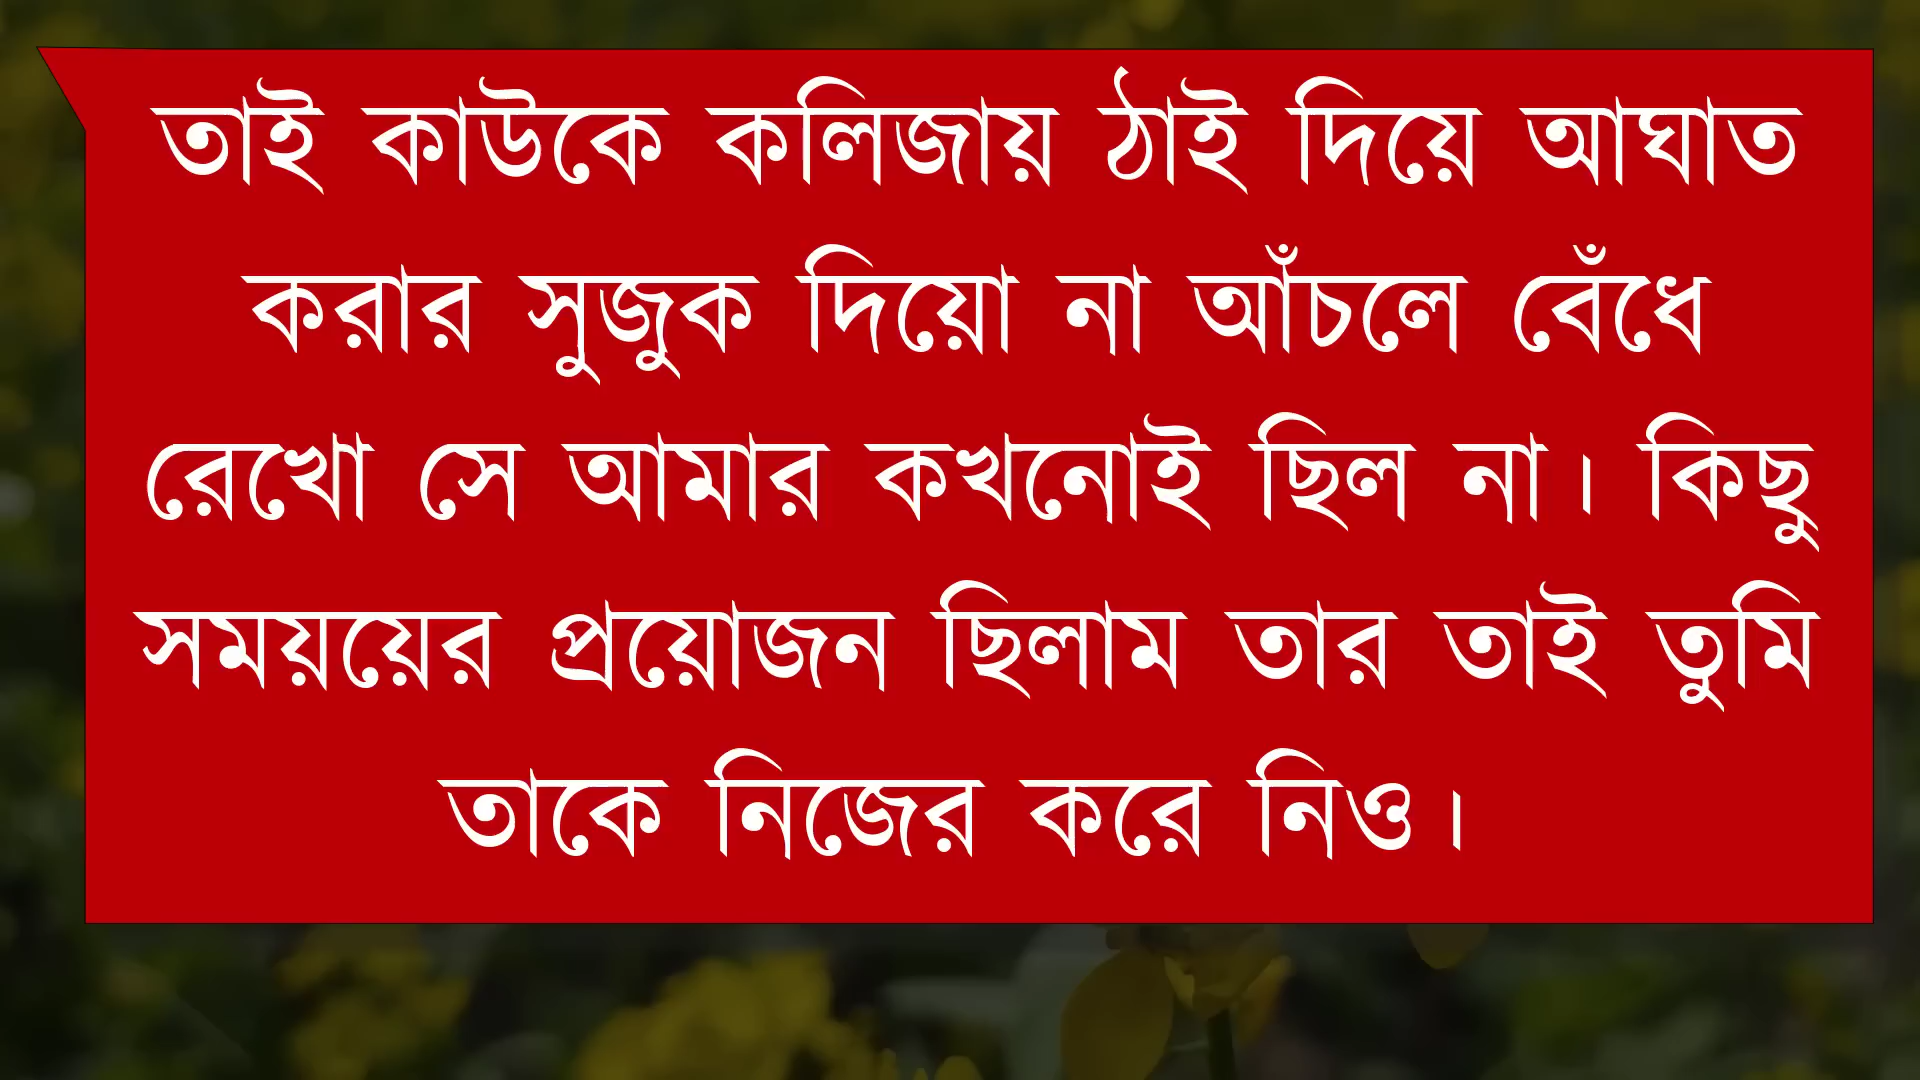 তাই কাউকে কলিজায় ঠাই দিয়ে আঘাত
করার সুজুক দিয়ো না আঁচলে বেঁধে
রেখো সে আমার কখনোই ছিল না। কিছু
সময়য়ের প্রয়োজন ছিলাম তার তাই তুমি
তাকে নিজের করে নিও।